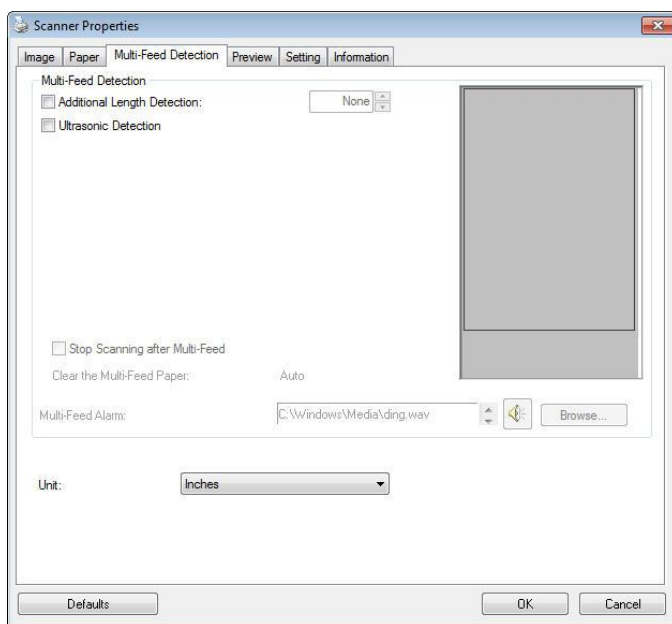 Scanner Properties
Image Paper Multi-Feed Detection Preview Setting Information
Multi-Feed Detection
Additional Length Detection: None
Ultrasonic Detection
Stop Scanning after Multi-Feed
Clear the Multi-Feed Paper: Auto
Multi-Feed Alarm: C:\Windows\Media\ding.wav Browse...
Unit: Inches
Defaults OK Cancel